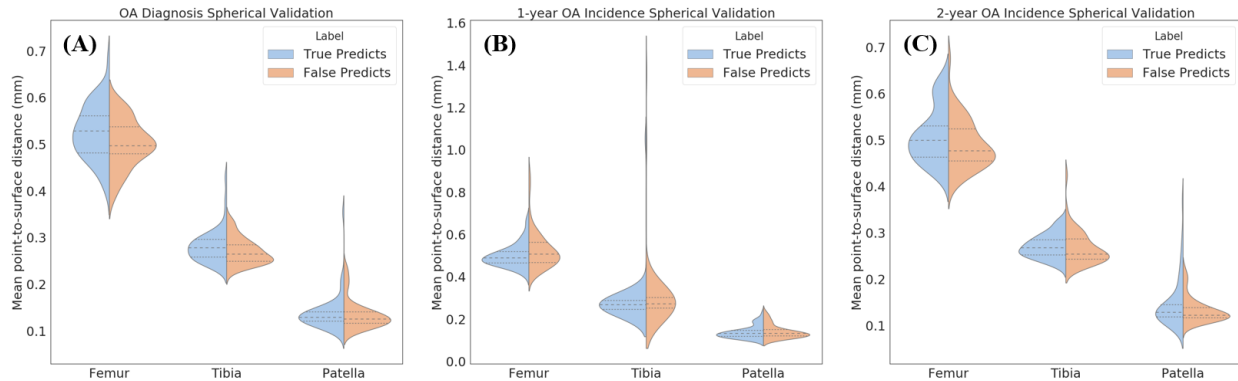 OA Diagnosis Spherical Validation
(A)
Label
True Predicts
False Predicts
Mean point-to-surface distance (mm)
0.7
0.6
0.5
0.4
0.3
0.2
0.1
Femur Tibia Patella
1-year OA Incidence Spherical Validation
(B)
Label
True Predicts
False Predicts
Mean point-to-surface distance (mm)
1.6
1.4
1.2
1.0
0.8
0.6
0.4
0.2
0.0
Femur Tibia Patella
2-year OA Incidence Spherical Validation
(C)
Label
True Predicts
False Predicts
Mean point-to-surface distance (mm)
0.7
0.6
0.5
0.4
0.3
0.2
0.1
Femur Tibia Patella